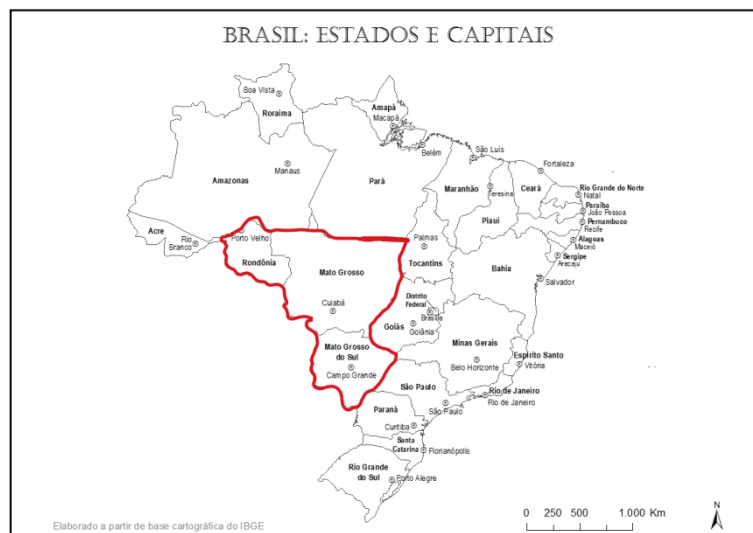 BRASIL: ESTADOS E CAPITAIS
Boa Vista
Roraima
Amapá
Macapá
Belém
São Luís
Fortaleza
Manaus
Amazonas
Pará
Maranhão
Teresina
Ceará
Rio Grande do Norte
Natal
Paraíba
João Pessoa
Pernambuco
Recife
Piauí
Acre
Rio
Branco
Porto Velho
Rondônia
Mato Grosso
Palmas
Tocantins
Alagoas
Maceió
Sergipe
Aracaju
Bahia
Salvador
Cuiabá
Distrito
Federal
Brasília
Goiás
Goiânia
Mato Grosso
do Sul
Campo Grande
Minas Gerais
Belo Horizonte
Espírito Santo
Vitória
São Paulo
São Paulo
Rio de Janeiro
Rio de Janeiro
Paraná
Curitiba
Santa
Catarina
Florianópolis
Rio Grande
do Sul
Porto Alegre
Elaborado a partir de base cartográfica do IBGE
0 250 500 1.000 Km
N